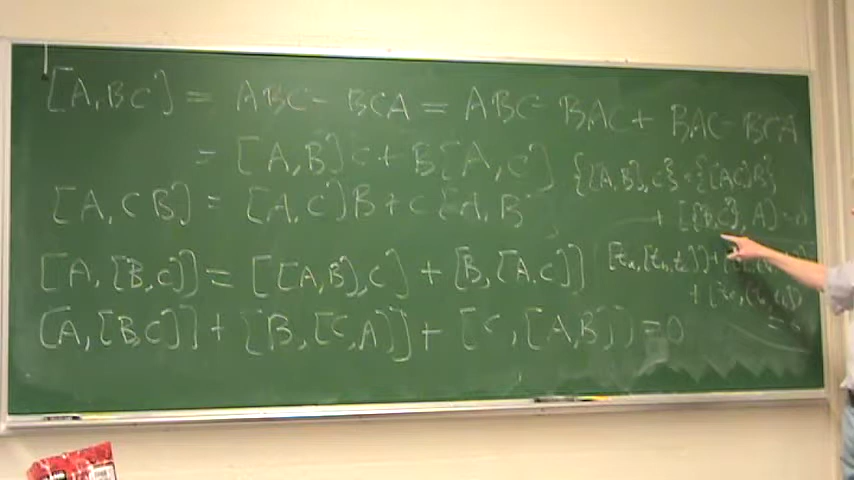 [A, BC] = ABC - BCA = ABC - BAC + BAC - BCA
= [A, B]C + B[A, C]
[A, CB] = [A, C]B + C[A, B
[A, [B, C]] = [[A, B], C] + [B, [A, C]]
[A, [B, C]] + [B, [C, A]] + [C, [A, B]] = 0
{[A, B], C} + {[A, C] B}
+ [{B, C}, A] = 0